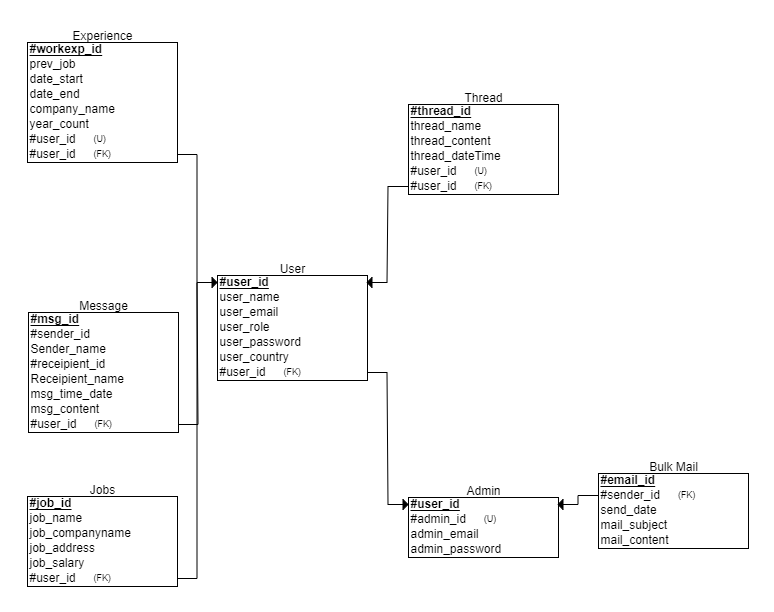 Experience
#workexp_id
prev_job
date_start
date_end
company_name
year_count
#user_id (U)
#user_id (FK)
Thread
#thread_id
thread_name
thread_content
thread_dateTime
#user_id (U)
#user_id (FK)
User
#user_id
user_name
user_email
user_role
user_password
user_country
#user_id (FK)
Message
#msg_id
#sender_id
Sender_name
#receipient_id
Receipient_name
msg_time_date
msg_content
#user_id (FK)
Jobs
#job_id
job_name
job_companyname
job_address
job_salary
#user_id (FK)
Admin
#user_id
#admin_id (U)
admin_email
admin_password
Bulk Mail
#email_id
#sender_id (FK)
send_date
mail_subject
mail_content